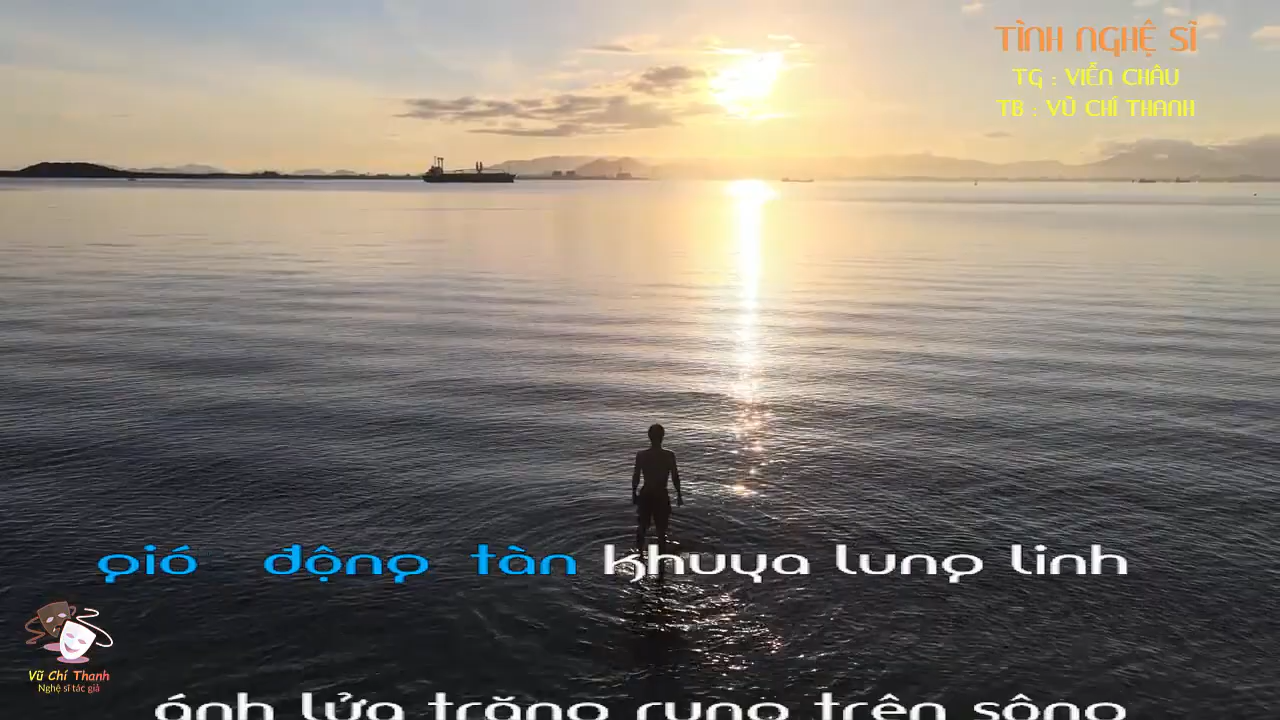 TÌNH NGHỆ SĨ
TG : VIỄN CHÂU
TB : VŨ CHÍ THANH
gió động tàn khuya lung linh
Vũ Chí Thanh
Nghệ sĩ tác giả
ánh lửa trăng rung trên sông